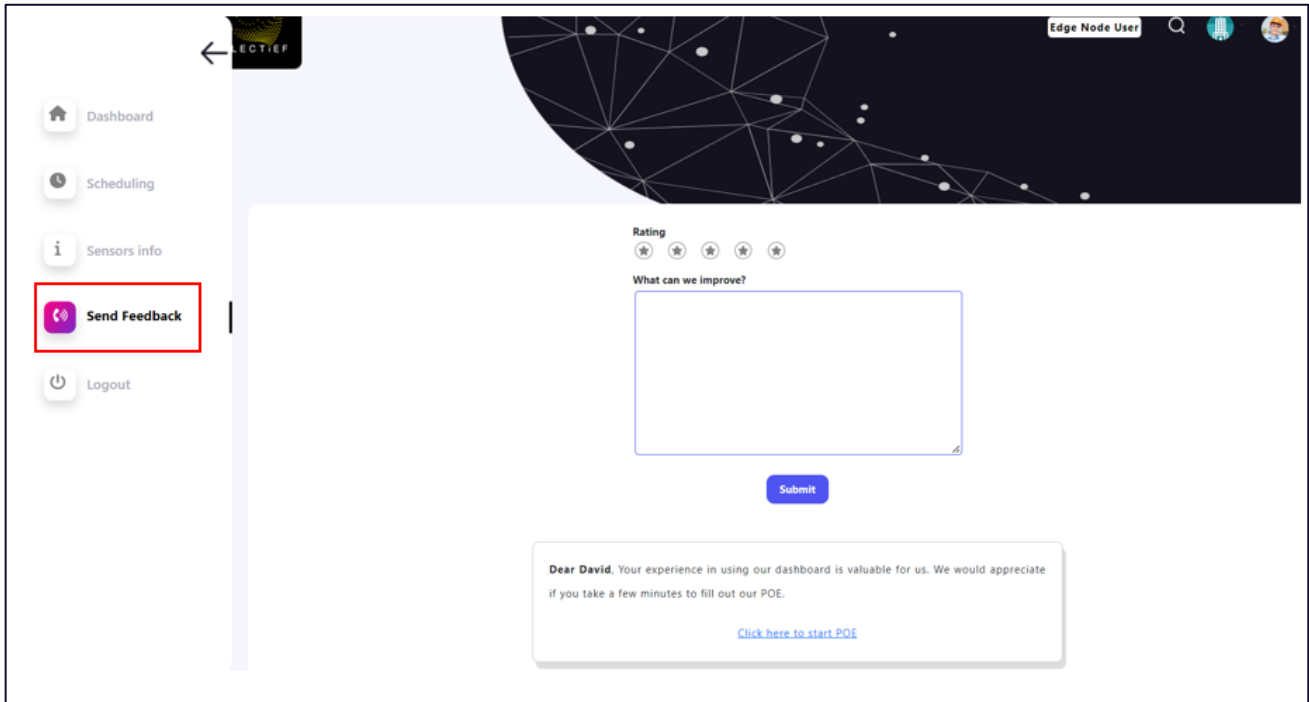 LECTiEF
Edge Node User
Dashboard
Scheduling
Sensors info
Send Feedback
Logout
Rating
What can we improve?
Submit
Dear David, Your experience in using our dashboard is valuable for us. We would appreciate
if you take a few minutes to fill out our POE.
Click here to start POE